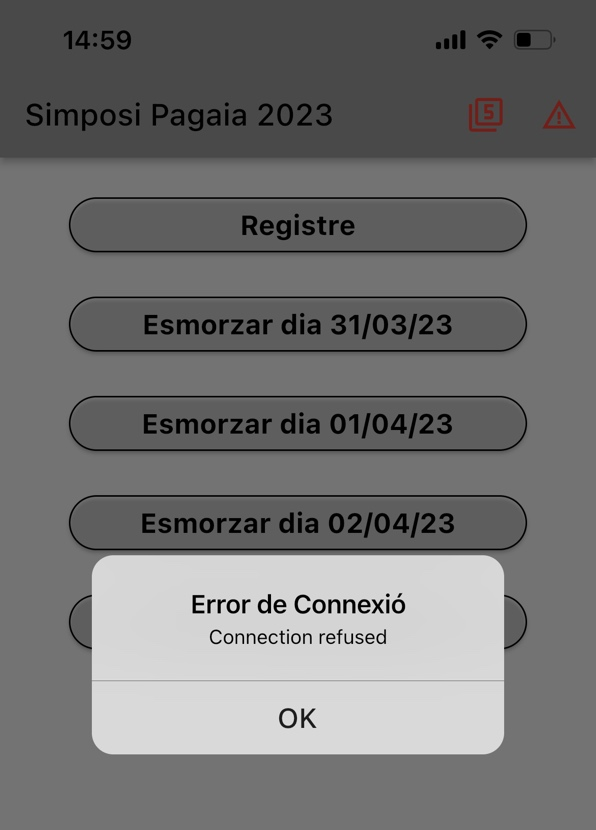 14:59
Simposi Pagaia 2023
5
Registre
Esmorzar dia 31/03/23
Esmorzar dia 01/04/23
Esmorzar dia 02/04/23
Error de Connexió
Connection refused
OK